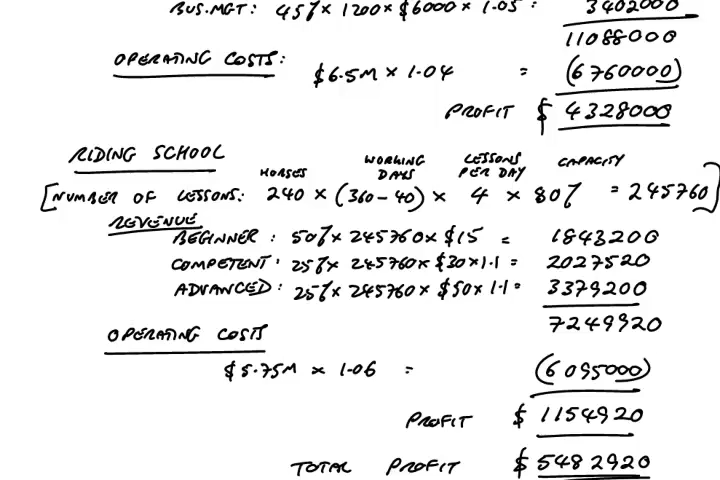 BUS.MGT: 45% × 1200 × $6000 × 1.05 = 3402000
11088000
OPERATING COSTS: $6.5M × 1.04 = (6760000)
PROFIT $ 4328000
RIDING SCHOOL
HORSES WORKING DAYS LESSONS PER DAY CAPACITY
[NUMBER OF LESSONS: 240 × (360-40) × 4 × 80% = 245760]
REVENUE
BEGINNER: 50% × 245760 × $15 = 1843200
COMPETENT: 25% × 245760 × $30 × 1.1 = 2027520
ADVANCED: 25% × 245760 × $50 × 1.1 = 3379200
7249920
OPERATING COSTS
$5.75M × 1.06 = (6095000)
PROFIT $ 1154920
TOTAL PROFIT $ 5482920